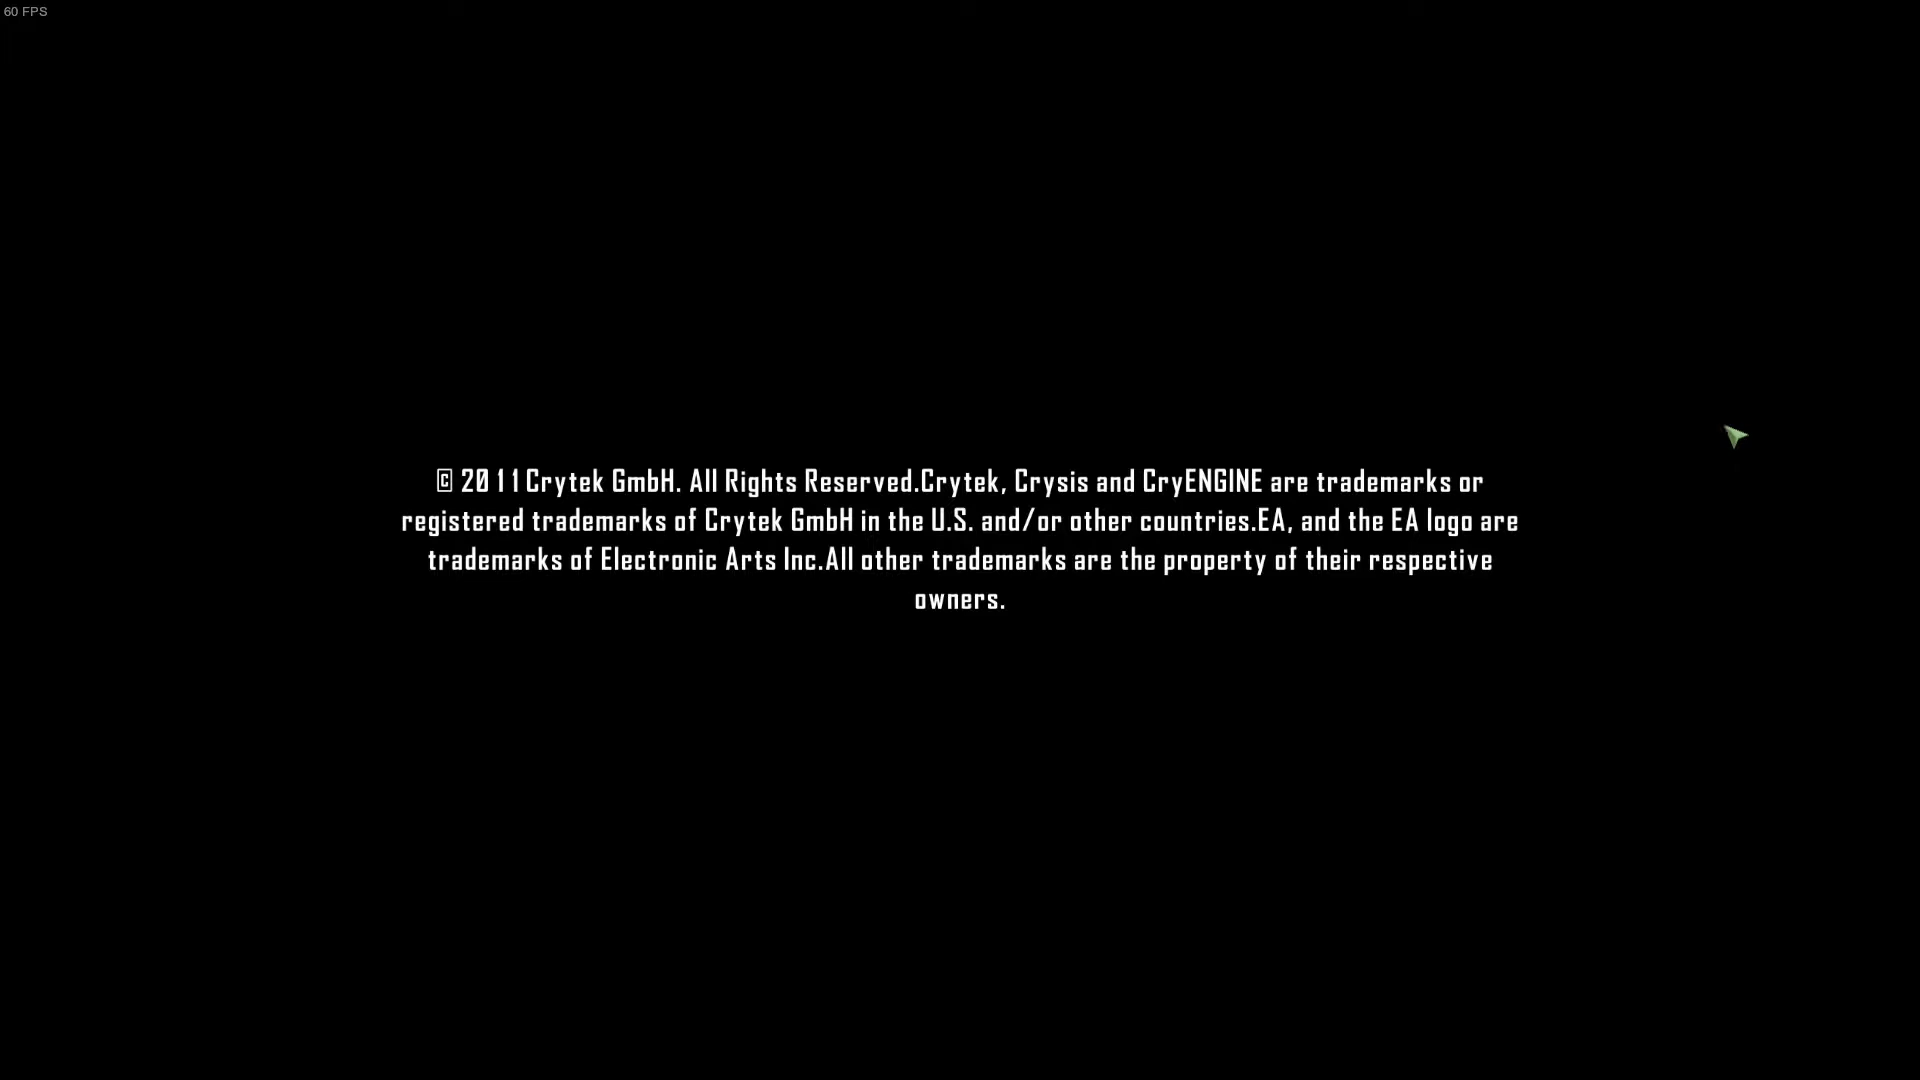 60 FPS
© 2011 Crytek GmbH. All Rights Reserved.Crytek, Crysis and CryENGINE are trademarks or
registered trademarks of Crytek GmbH in the U.S. and/or other countries.EA, and the EA logo are
trademarks of Electronic Arts Inc.All other trademarks are the property of their respective
owners.